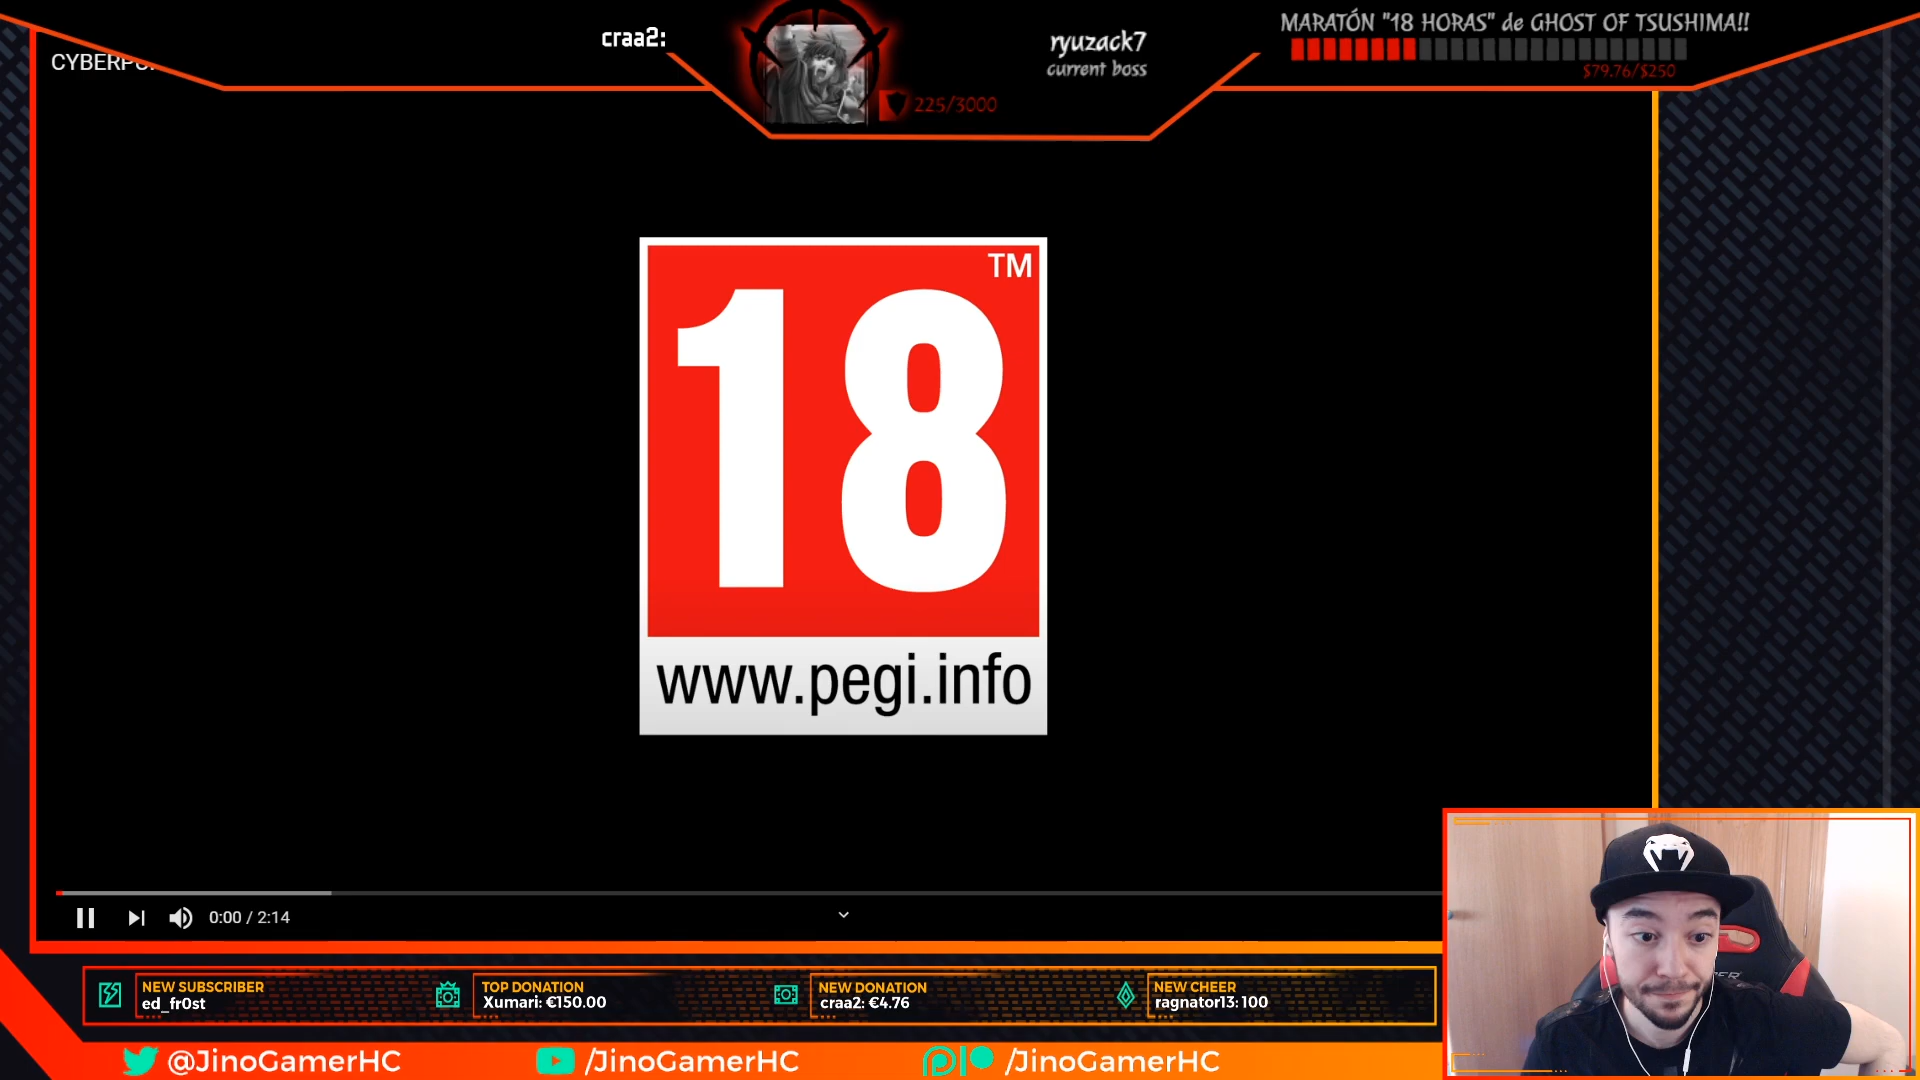 craa2:
ryuzack7
current boss
225/3000
MARATÓN "18 HORAS" de GHOST OF TSUSHIMA!!
$79.76/$250
TM
18
www.pegi.info
0:00 / 2:14
NEW SUBSCRIBER
ed_fr0st
TOP DONATION
Xumari: €150.00
NEW DONATION
craa2: €4.76
NEW CHEER
ragnator13: 100
@JinoGamerHC
/JinoGamerHC
/JinoGamerHC